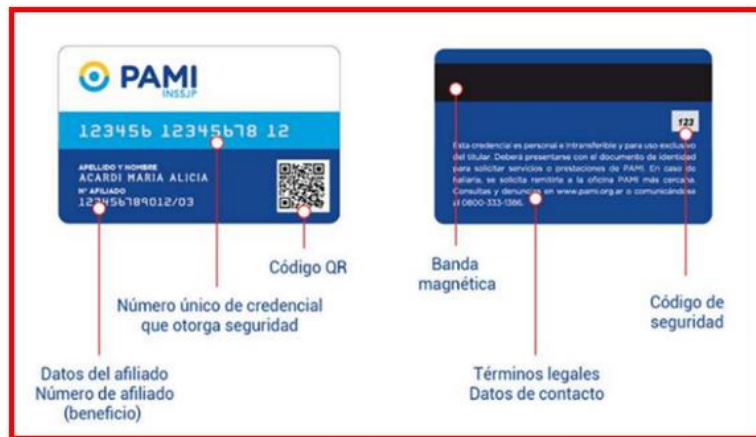 PAMI
INSSJP
123456 12345678 12
APELLIDO Y NOMBRE
ACARDI MARIA ALICIA
N° AFILIADO
123456789012/03
Código QR
Número único de credencial
que otorga seguridad
Datos del afiliado
Número de afiliado
(beneficio)
123
Esta credencial es personal e intransferible y para uso exclusivo
del titular. Deberá presentarse con el documento de identidad
para solicitar servicios o prestaciones de PAMI. En caso de
hallarla, se solicita remitirla a la oficina PAMI más cercana.
Consultas y denuncias en www.pami.org.ar o comunicándose
al 0800-333-1386.
Banda
magnética
Código de
seguridad
Términos legales
Datos de contacto